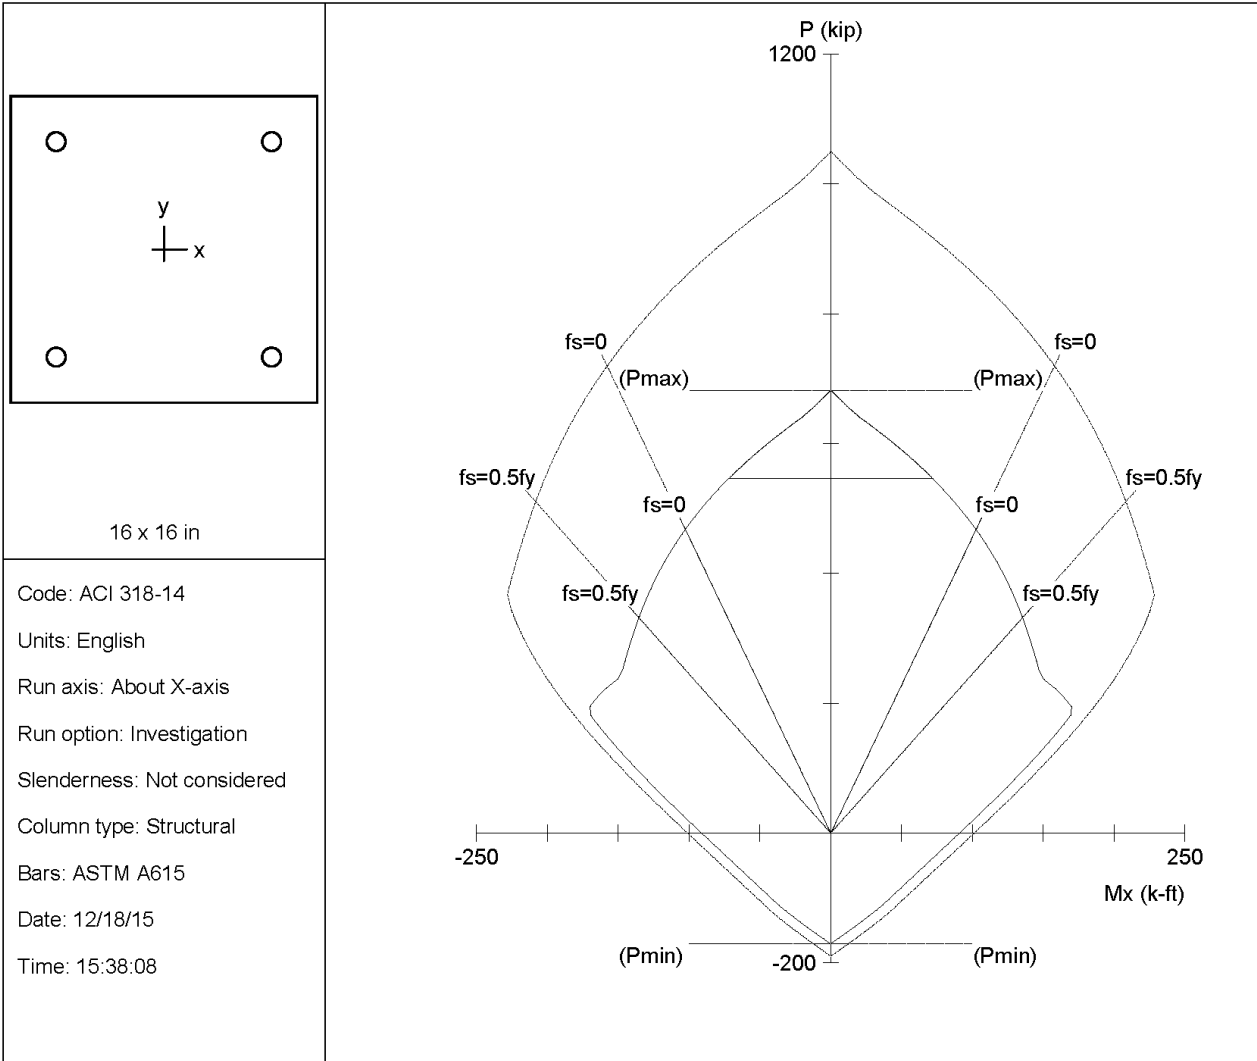 y
x
16 x 16 in
Code: ACI 318-14
Units: English
Run axis: About X-axis
Run option: Investigation
Slenderness: Not considered
Column type: Structural
Bars: ASTM A615
Date: 12/18/15
Time: 15:38:08
P (kip)
1200
fs=0
fs=0
(Pmax)
(Pmax)
fs=0.5fy
fs=0.5fy
fs=0
fs=0
fs=0.5fy
fs=0.5fy
-250
250
Mx (k-ft)
(Pmin)
(Pmin)
-200